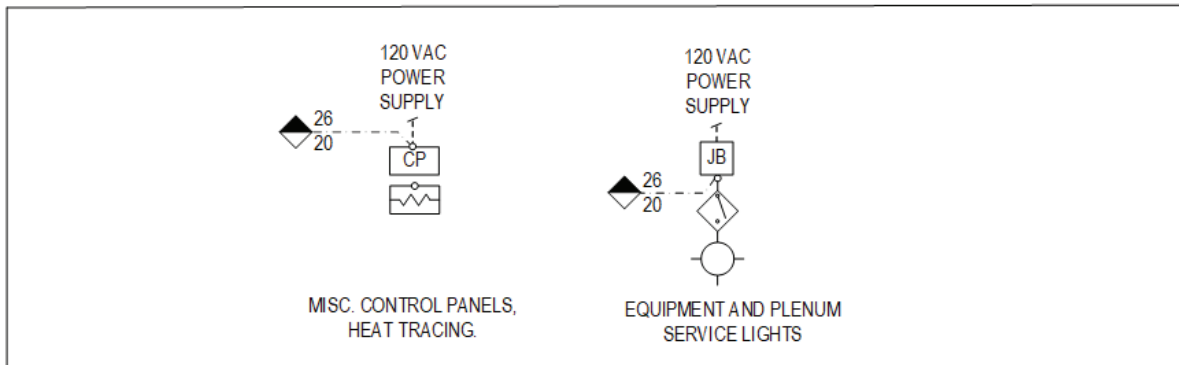 120 VAC
POWER
SUPPLY
26
20
CP
MISC. CONTROL PANELS,
HEAT TRACING.
120 VAC
POWER
SUPPLY
JB
26
20
EQUIPMENT AND PLENUM
SERVICE LIGHTS